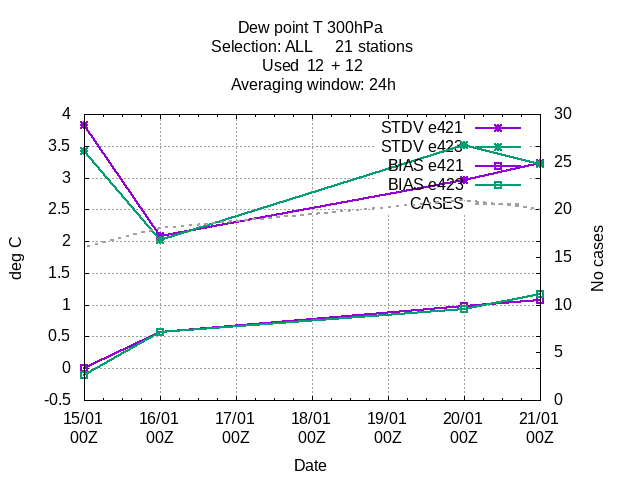 Dew point T 300hPa
Selection: ALL 21 stations
Used 12 + 12
Averaging window: 24h
STDV e421
STDV e423
BIAS e421
BIAS e423
CASES
4
3.5
3
2.5
2
1.5
1
0.5
0
-0.5
deg C
30
25
20
15
10
5
0
No cases
15/01 16/01 17/01 18/01 19/01 20/01 21/01
00Z 00Z 00Z 00Z 00Z 00Z 00Z
Date